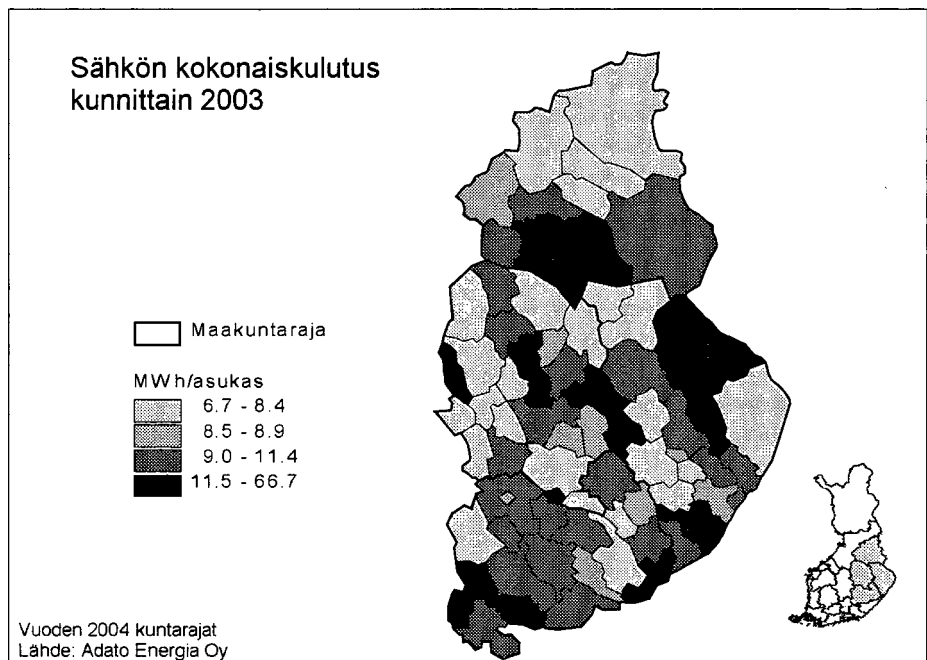 Sähkön kokonaiskulutus
kunnittain 2003
Maakuntaraja
MWh/asukas
6.7 - 8.4
8.5 - 8.9
9.0 - 11.4
11.5 - 66.7
Vuoden 2004 kuntarajat
Lähde: Adato Energia Oy